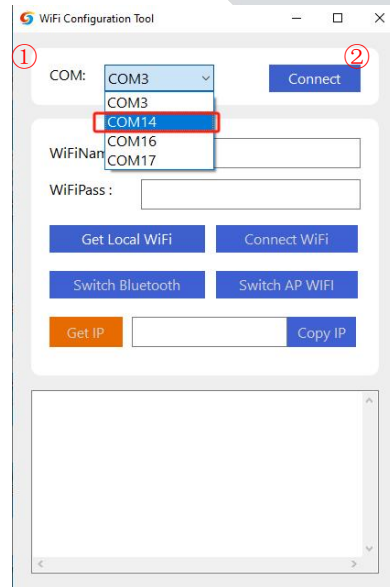 WiFi Configuration Tool
① ②
COM: COM3 Connect
COM3
COM14
COM16
COM17
WiFiNam
WiFiPass :
Get Local WiFi Connect WiFi
Switch Bluetooth Switch AP WIFI
Get IP Copy IP